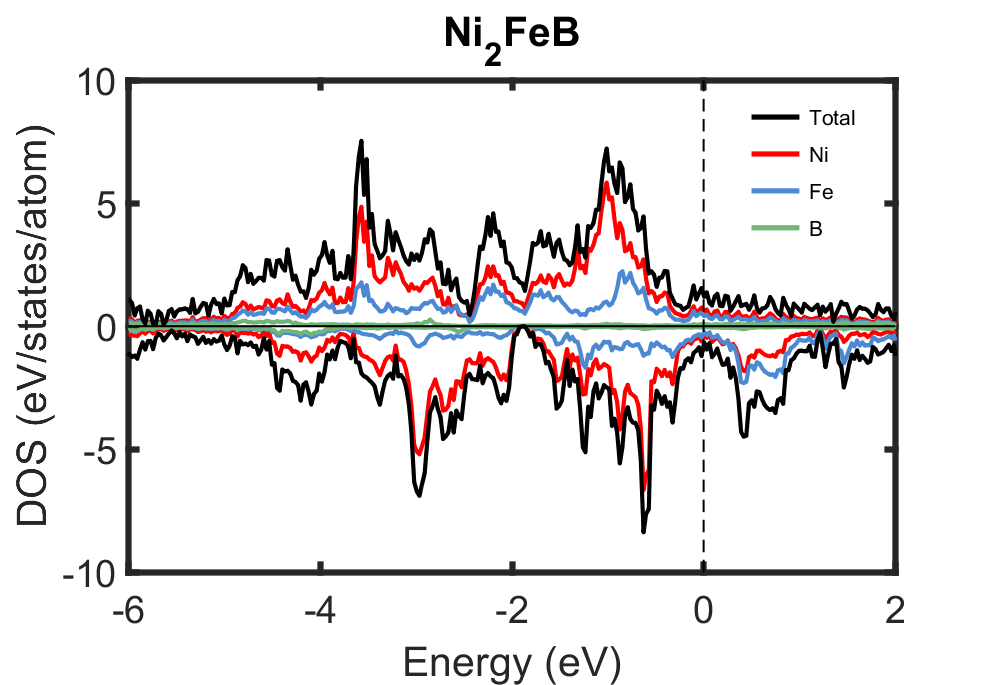 Ni₂FeB
10
5
0
-5
-10
DOS (eV/states/atom)
Total
Ni
Fe
B
-6
-4
-2
0
2
Energy (eV)